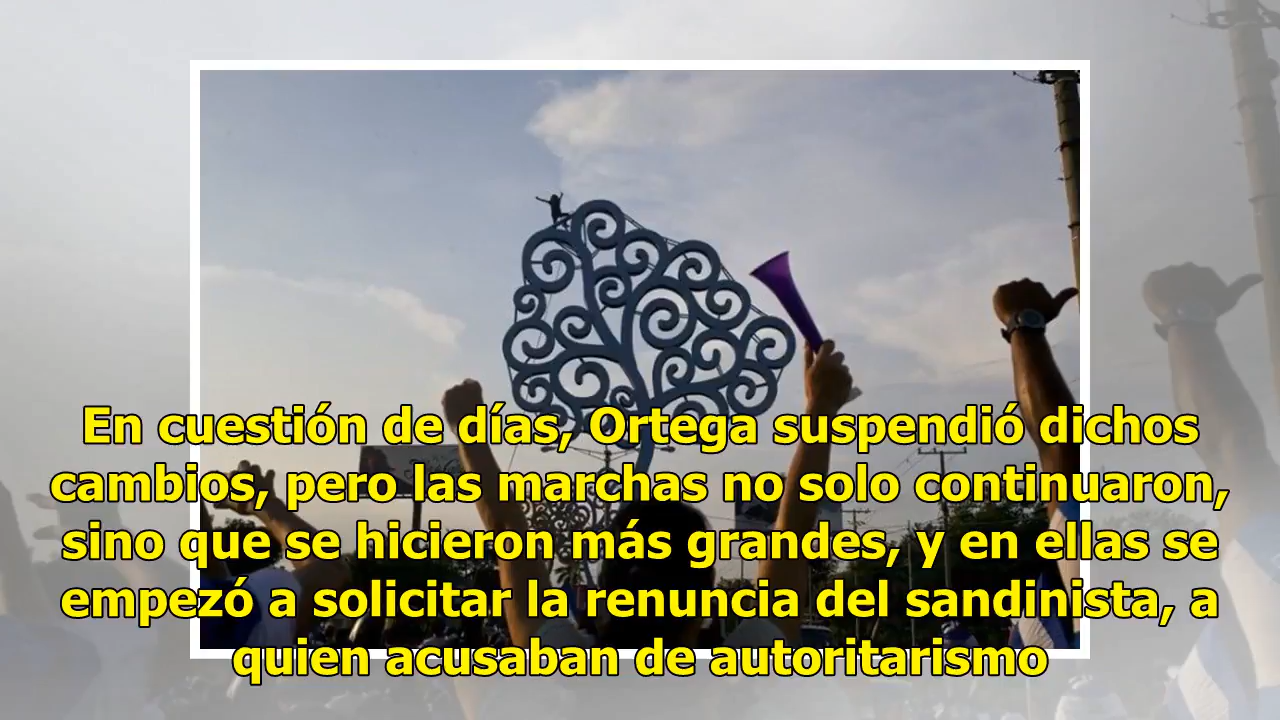 En cuestión de días, Ortega suspendió dichos
cambios, pero las marchas no solo continuaron,
sino que se hicieron más grandes, y en ellas se
empezó a solicitar la renuncia del sandinista, a
quien acusaban de autoritarismo